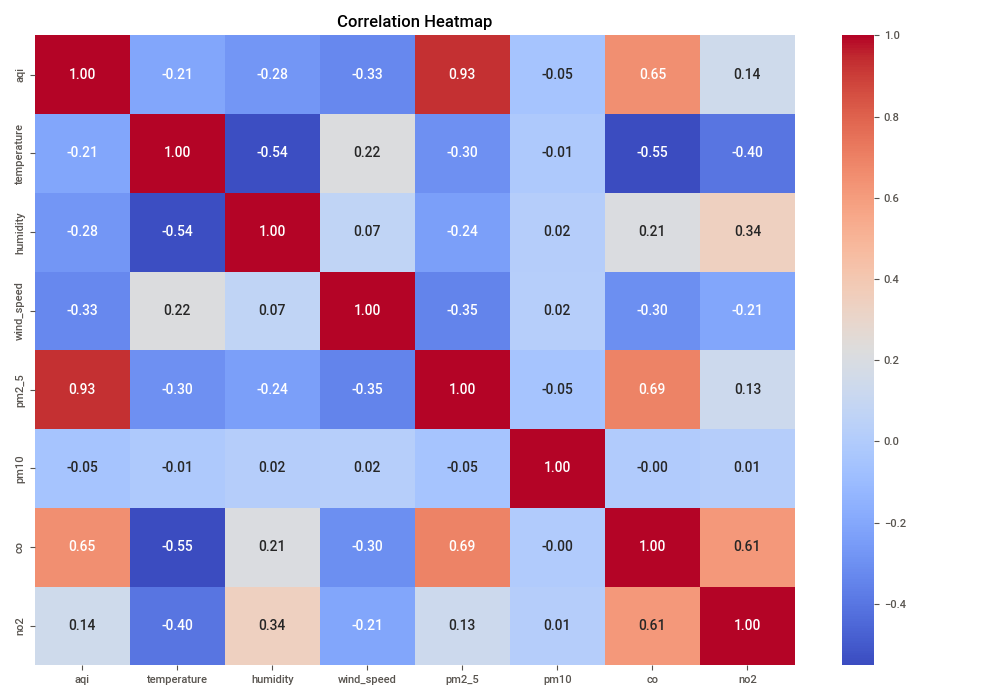 Correlation Heatmap
aqi 1.00 -0.21 -0.28 -0.33 0.93 -0.05 0.65 0.14
temperature -0.21 1.00 -0.54 0.22 -0.30 -0.01 -0.55 -0.40
humidity -0.28 -0.54 1.00 0.07 -0.24 0.02 0.21 0.34
wind_speed -0.33 0.22 0.07 1.00 -0.35 0.02 -0.30 -0.21
pm2_5 0.93 -0.30 -0.24 -0.35 1.00 -0.05 0.69 0.13
pm10 -0.05 -0.01 0.02 0.02 -0.05 1.00 -0.00 0.01
co 0.65 -0.55 0.21 -0.30 0.69 -0.00 1.00 0.61
no2 0.14 -0.40 0.34 -0.21 0.13 0.01 0.61 1.00
aqi temperature humidity wind_speed pm2_5 pm10 co no2
1.0
0.8
0.6
0.4
0.2
0.0
−0.2
−0.4